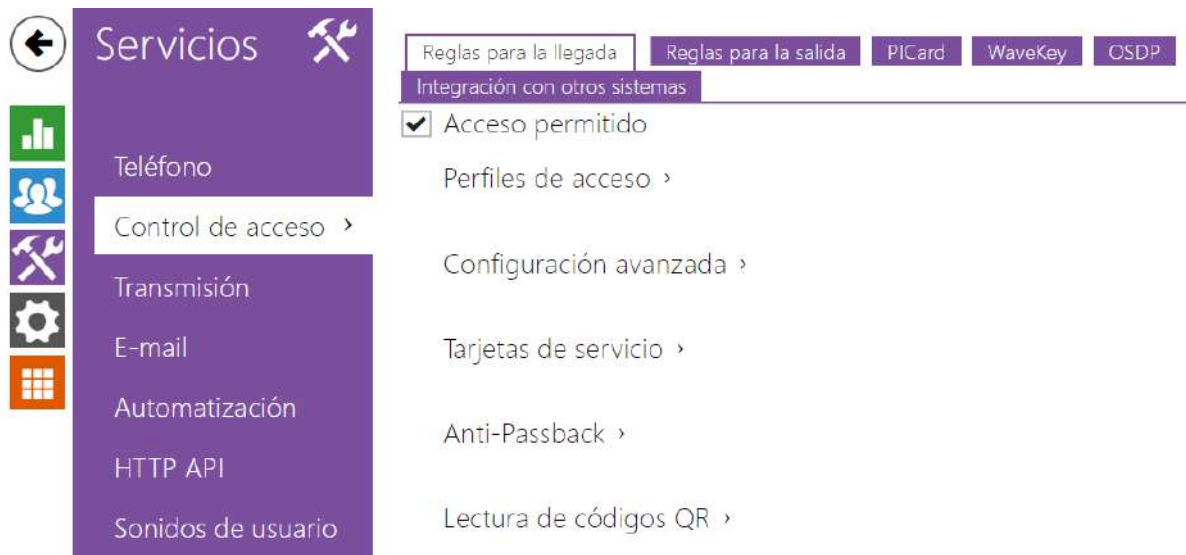 Servicios
Teléfono
Control de acceso
Transmisión
E-mail
Automatización
HTTP API
Sonidos de usuario
Reglas para la llegada
Reglas para la salida
PICard
WaveKey
OSDP
Integración con otros sistemas
Acceso permitido
Perfiles de acceso
Configuración avanzada
Tarjetas de servicio
Anti-Passback
Lectura de códigos QR